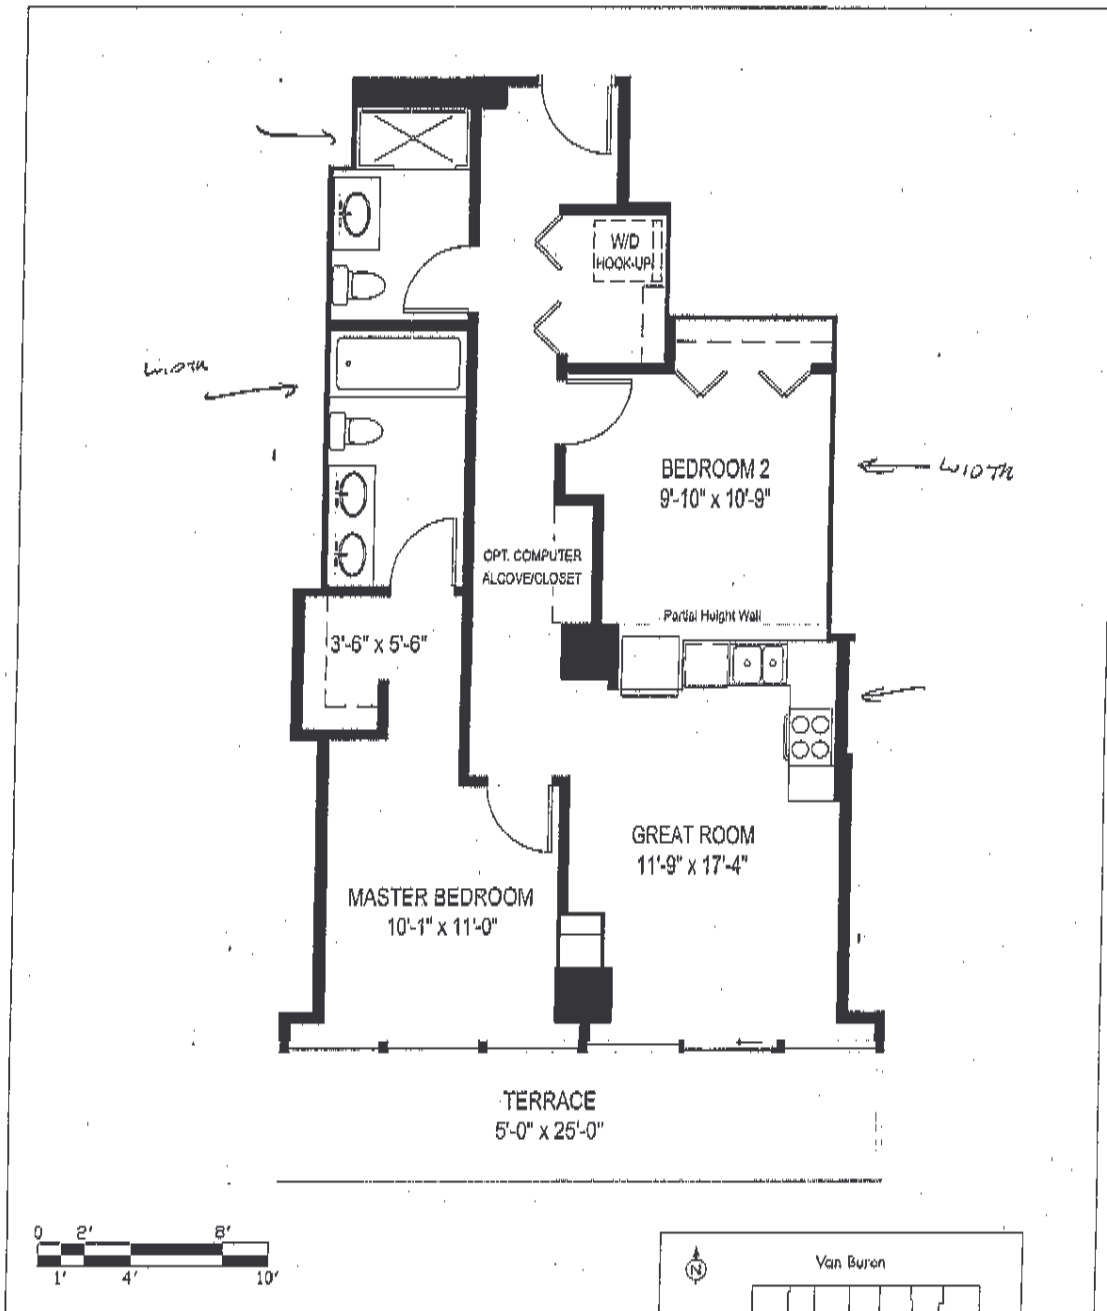 W/D
HOOK-UP
WIDTH
BEDROOM 2
9'-10" x 10'-9"
WIDTH
OPT. COMPUTER
ALCOVE/CLOSET
Partial Height Wall
3'-6" x 5'-6"
GREAT ROOM
11'-9" x 17'-4"
MASTER BEDROOM
10'-1" x 11'-0"
TERRACE
5'-0" x 25'-0"
0 2' 8'
1' 4' 10'
N
Van Buren